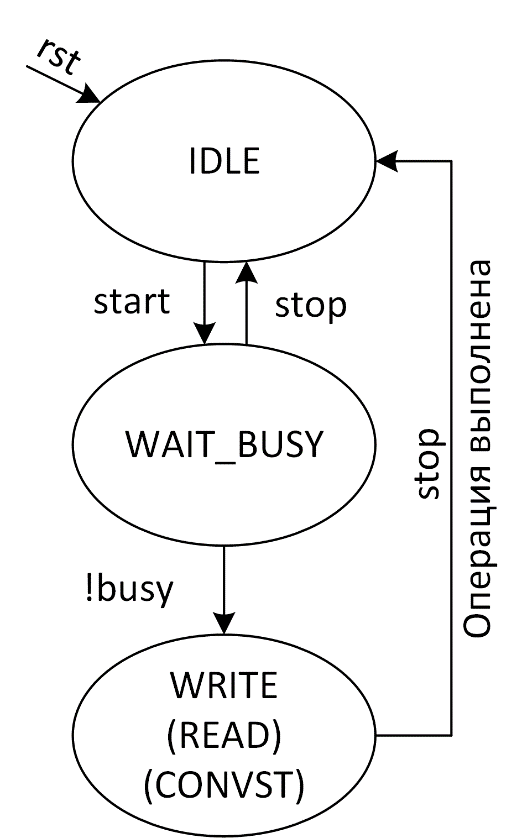 rst
IDLE
start
stop
WAIT_BUSY
stop
Операция выполнена
!busy
WRITE
(READ)
(CONVST)